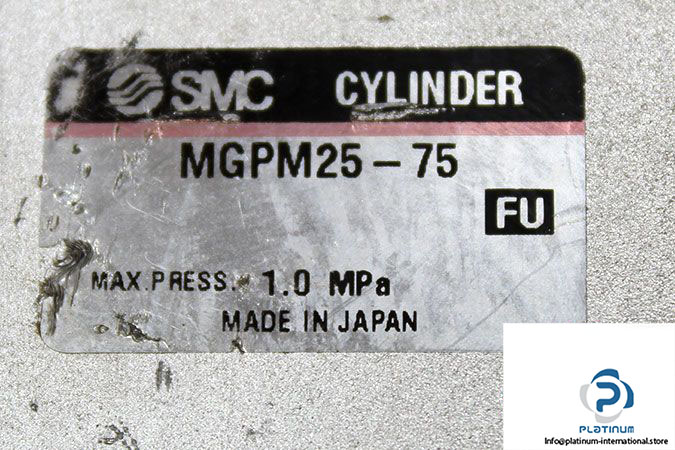 SMC CYLINDER
MGPM25-75
FU
MAX.PRESS. 1.0 MPa
MADE IN JAPAN
PLATINUM
Info@platinum-international.store